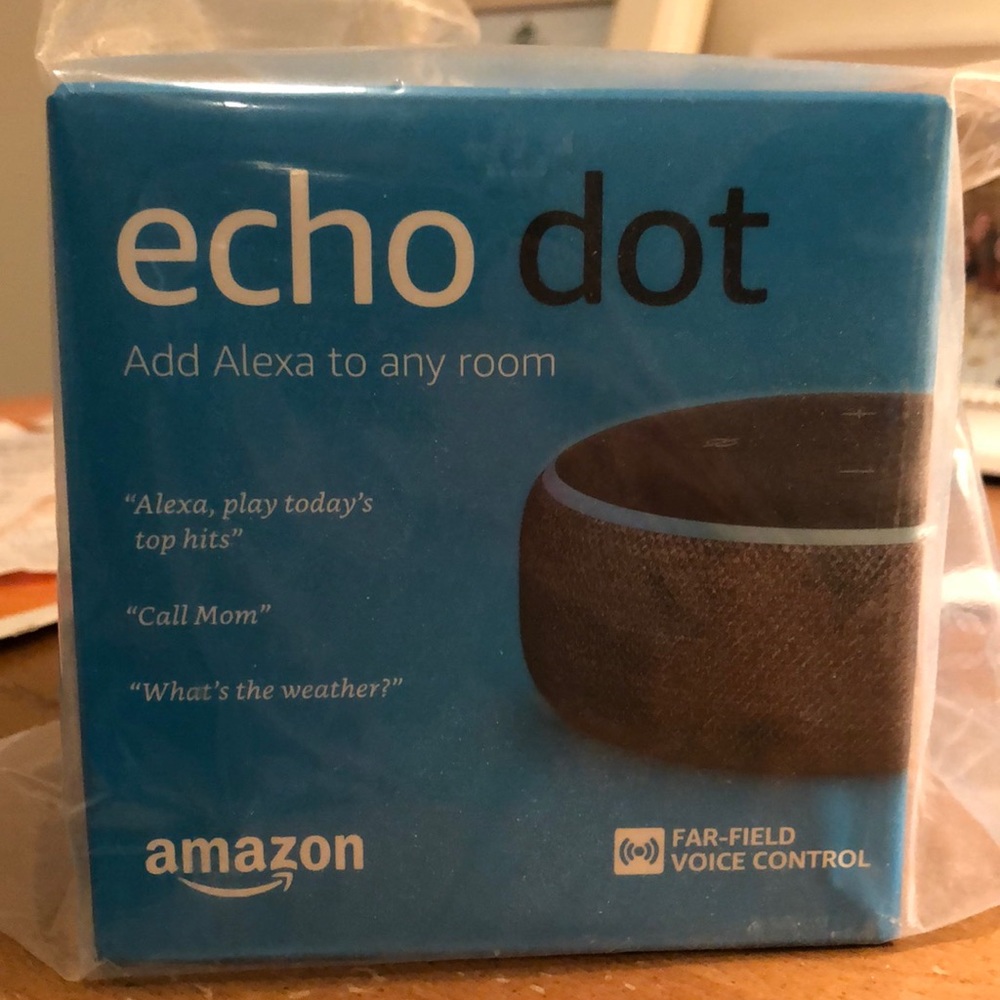 echo dot
Add Alexa to any room
“Alexa, play today’s
top hits”
“Call Mom”
“What’s the weather?”
amazon
FAR-FIELD
VOICE CONTROL